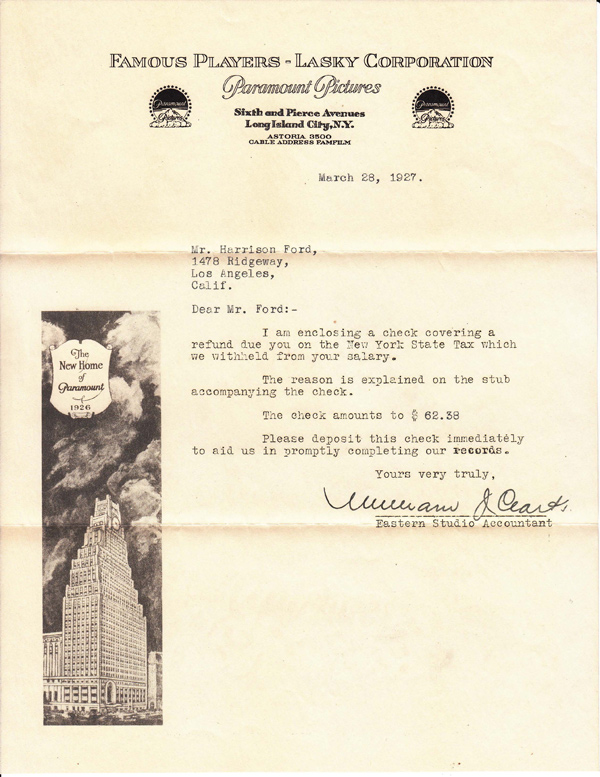 FAMOUS PLAYERS - LASKY CORPORATION
Paramount Pictures
Paramount
Pictures
Paramount
Pictures
Sixth and Pierce Avenues
Long Island City, N.Y.
ASTORIA 3500
CABLE ADDRESS FAMFILM
March 28, 1927.
Mr. Harrison Ford,
1478 Ridgeway,
Los Angeles,
Calif.
Dear Mr. Ford:-
I am enclosing a check covering a
refund due you on the New York State Tax which
we withheld from your salary.
The reason is explained on the stub
accompanying the check.
The check amounts to $ 62.38
Please deposit this check immediately
to aid us in promptly completing our records.
Yours very truly,
Eastern Studio Accountant
The
New Home
of
Paramount
1926